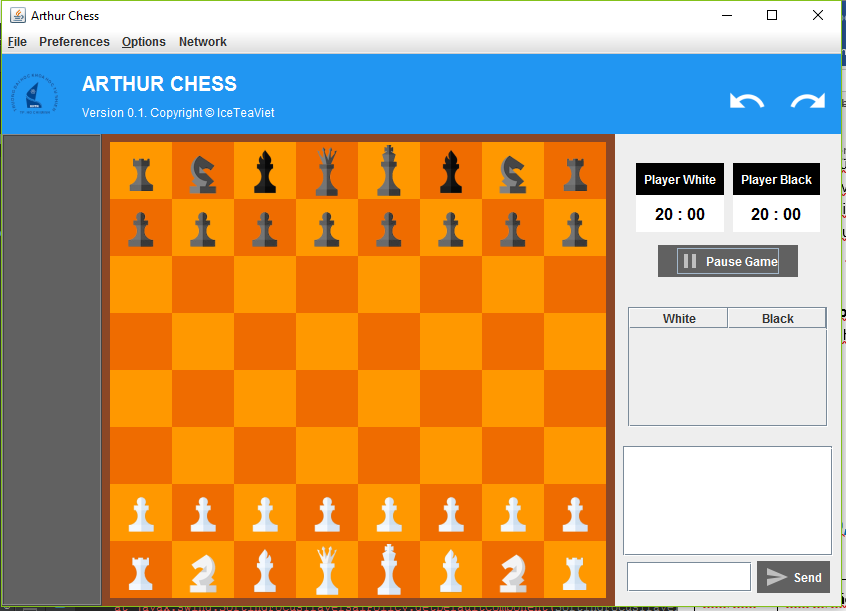 Arthur Chess
File Preferences Options Network
ARTHUR CHESS
Version 0.1. Copyright © IceTeaViet
Player White Player Black
20 : 00 20 : 00
Pause Game
White Black
Send